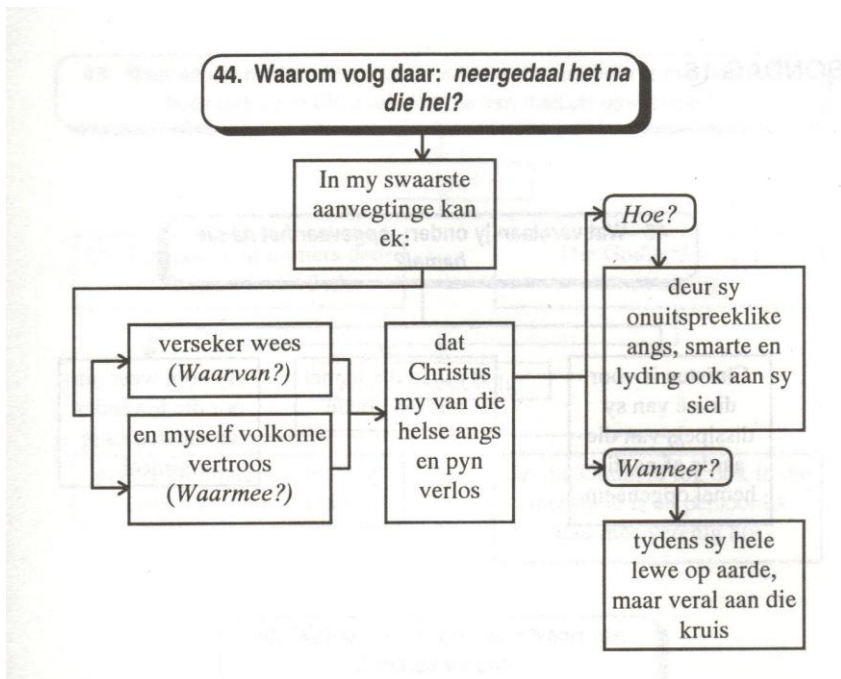 44. Waarom volg daar: neergedaal het na
die hel?
In my swaarste
aanvegtinge kan
ek:
verseker wees
(Waarvan?)
en myself volkome
vertroos
(Waarmee?)
dat
Christus
my van die
helse angs
en pyn
verlos
Hoe?
deur sy
onuitspreeklike
angs, smarte en
lyding ook aan sy
siel
Wanneer?
tydens sy hele
lewe op aarde,
maar veral aan die
kruis